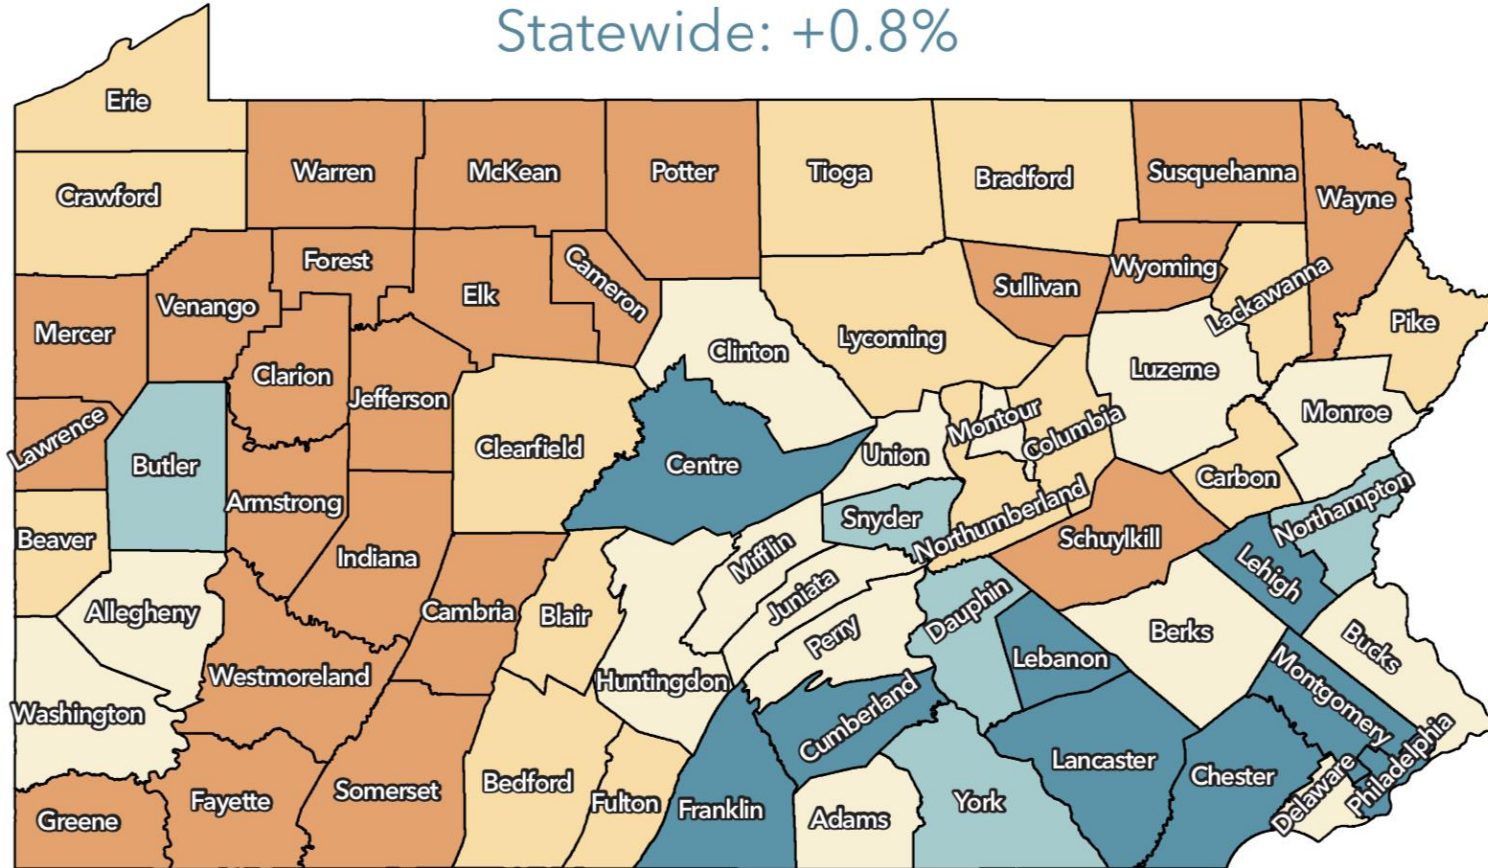 Statewide: +0.8%
Erie
Warren
McKean
Potter
Tioga
Bradford
Susquehanna
Wayne
Crawford
Forest
Venango
Elk
Cameron
Sullivan
Wyoming
Lackawanna
Pike
Mercer
Clarion
Jefferson
Clinton
Lycoming
Luzerne
Monroe
Lawrence
Butler
Clearfield
Centre
Union
Montour
Columbia
Carbon
Northampton
Armstrong
Snyder
Northumberland
Schuylkill
Lehigh
Beaver
Indiana
Mifflin
Juniata
Allegheny
Cambria
Blair
Perry
Dauphin
Lebanon
Berks
Bucks
Westmoreland
Huntingdon
Montgomery
Washington
Cumberland
Lancaster
Chester
Delaware
Philadelphia
Greene
Fayette
Somerset
Bedford
Fulton
Franklin
Adams
York